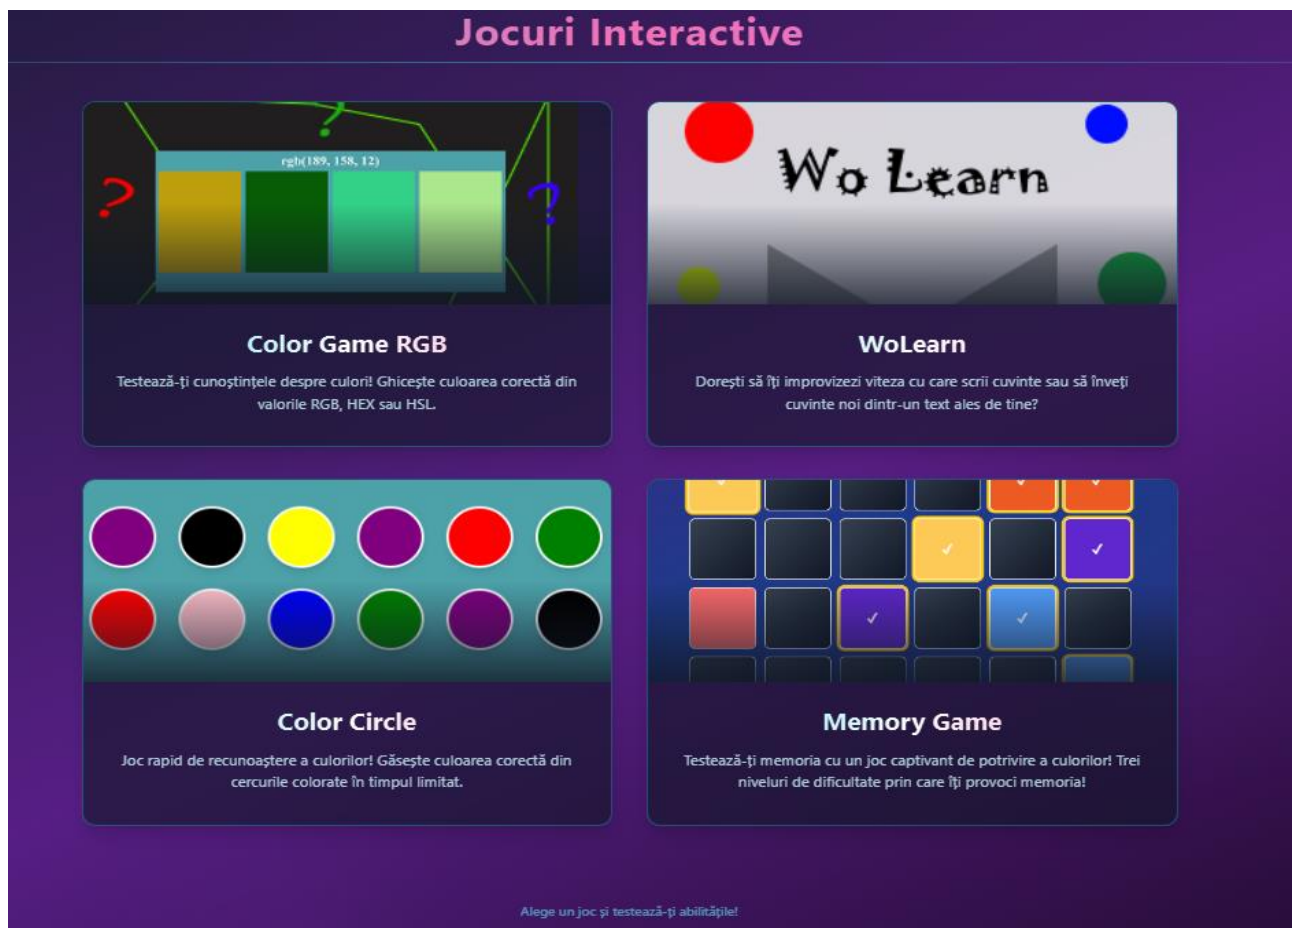 Jocuri Interactive
?
rgb(189, 158, 12)
?
?
Wo Learn
Color Game RGB
Testează-ți cunoștințele despre culori! Ghicește culoarea corectă din
valorile RGB, HEX sau HSL.
WoLearn
Dorești să îți improvizezi viteza cu care scrii cuvinte sau să înveți
cuvinte noi dintr-un text ales de tine?
Color Circle
Joc rapid de recunoaștere a culorilor! Găsește culoarea corectă din
cercurile colorate în timpul limitat.
Memory Game
Testează-ți memoria cu un joc captivant de potrivire a culorilor! Trei
niveluri de dificultate prin care îți provoci memoria!
Alege un joc și testează-ți abilitățile!